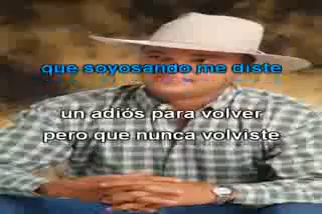 que soyosando me diste
un adiós para volver
pero que nunca volviste